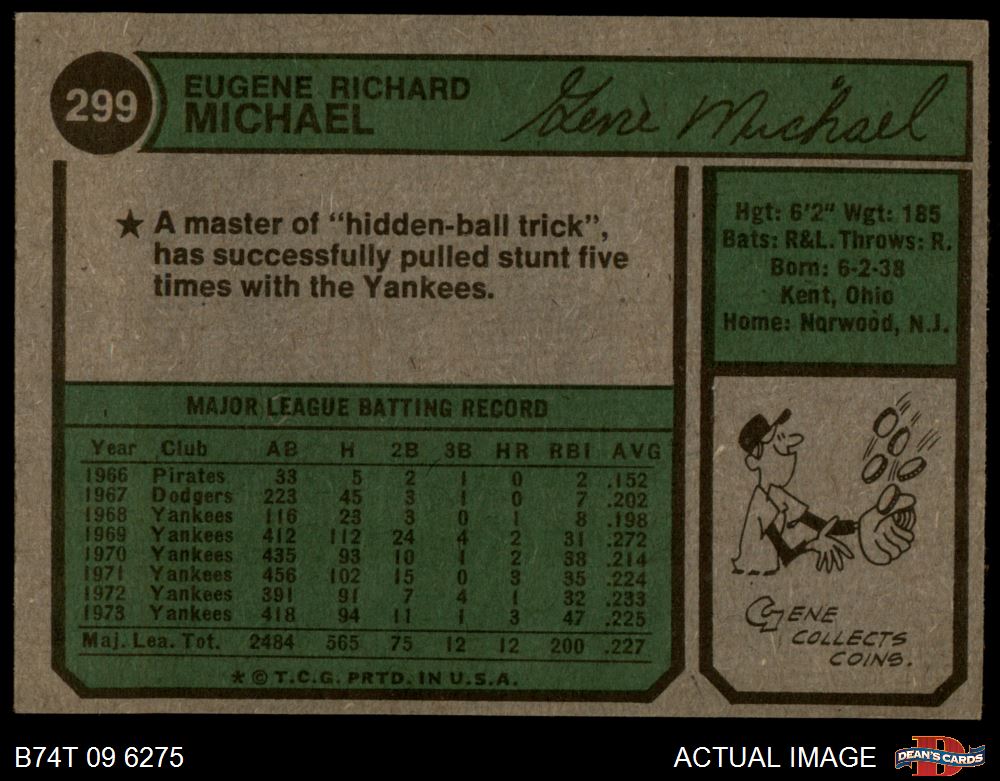 299
EUGENE RICHARD
MICHAEL
Gene Michael
★ A master of "hidden-ball trick",
has successfully pulled stunt five
times with the Yankees.
Hgt: 6'2" Wgt: 185
Bats: R&L. Throws: R.
Born: 6-2-38
Kent, Ohio
Home: Norwood, N.J.
MAJOR LEAGUE BATTING RECORD
Year Club AB H 2B 3B HR RBI AVG
1966 Pirates 33 5 2 1 0 2 .152
1967 Dodgers 223 45 3 1 0 7 .202
1968 Yankees 116 23 3 0 1 8 .198
1969 Yankees 412 112 24 4 2 31 .272
1970 Yankees 435 93 10 1 2 38 .214
1971 Yankees 456 102 15 0 3 35 .224
1972 Yankees 391 91 7 4 1 32 .233
1973 Yankees 418 94 11 1 3 47 .225
Maj. Lea. Tot. 2484 565 75 12 12 200 .227
* © T.C.G. PRTD. IN U.S.A.
GENE
COLLECTS
COINS.
B74T 09 6275
ACTUAL IMAGE
DEAN'S CARDS